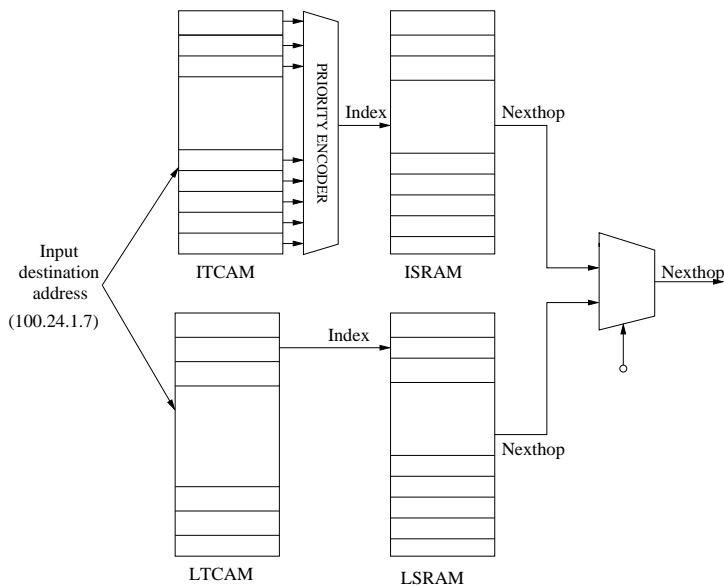 PRIORITY ENCODER
Index
Nexthop
ITCAM
ISRAM
Input
destination
address
(100.24.1.7)
Nexthop
Index
Nexthop
LTCAM
LSRAM